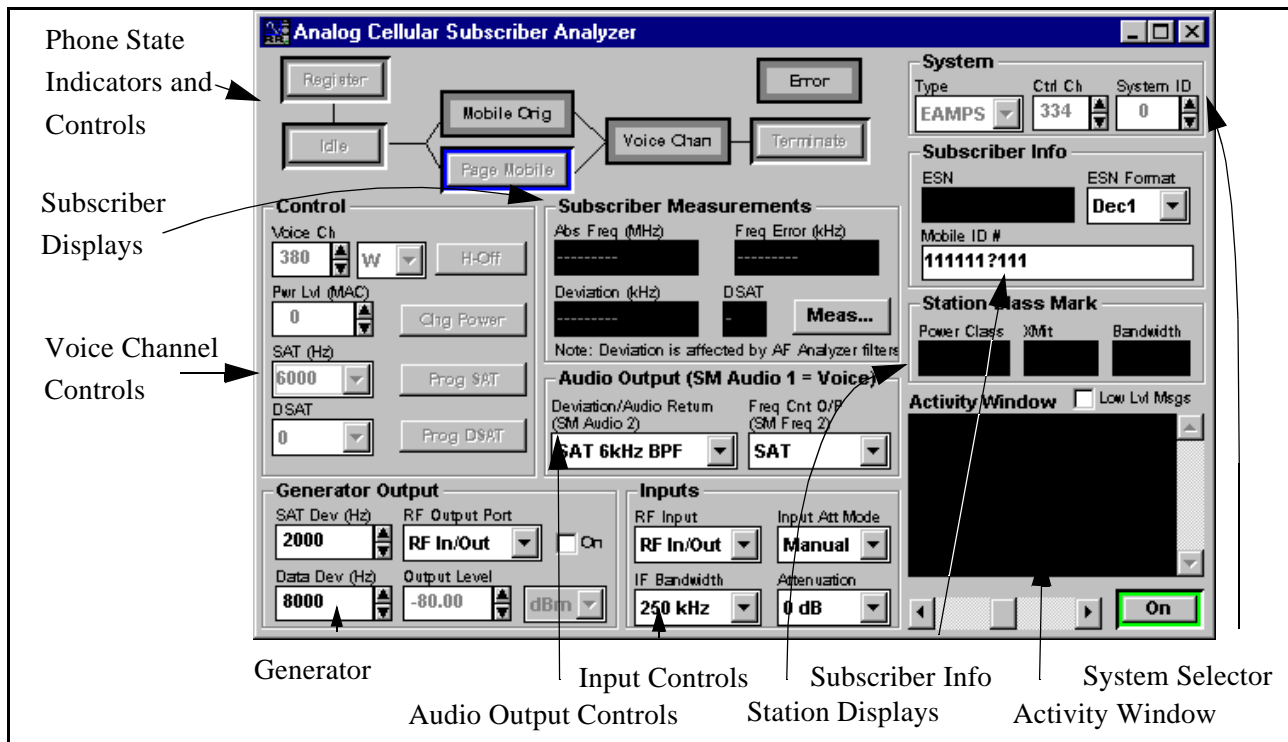 Phone State
Indicators and
Controls
Subscriber
Displays
Voice Channel
Controls
Analog Cellular Subscriber Analyzer
Register
Idle
Mobile Orig
Page Mobile
Voice Chan
Error
Terminate
System
Type Ctrl Ch System ID
EAMPS 334 0
Subscriber Info
ESN ESN Format
Dec1
Mobile ID #
111111?111
Station Class Mark
Power Class XMit Bandwidth
Activity Window Low Lvl Msgs
On
Control
Voice Ch
380 W H-Off
Pwr Lvl (MAC)
0 Chg Power
SAT (Hz)
6000 Prog SAT
DSAT
0 Prog DSAT
Subscriber Measurements
Abs Freq (MHz) Freq Error (kHz)
--------- ---------
Deviation (kHz) DSAT
--------- - Meas...
Note: Deviation is affected by AF Analyzer filters
Audio Output (SM Audio 1 = Voice)
Deviation/Audio Return Freq Cnt O/P
(SM Audio 2) (SM Freq 2)
SAT 6kHz BPF SAT
Generator Output
SAT Dev (Hz) RF Output Port
2000 RF In/Out On
Data Dev (Hz) Output Level
8000 -80.00 dBm
Inputs
RF Input Input Att Mode
RF In/Out Manual
IF Bandwidth Attenuation
250 kHz 0 dB
Generator
Input Controls
Subscriber Info
System Selector
Audio Output Controls
Station Displays
Activity Window